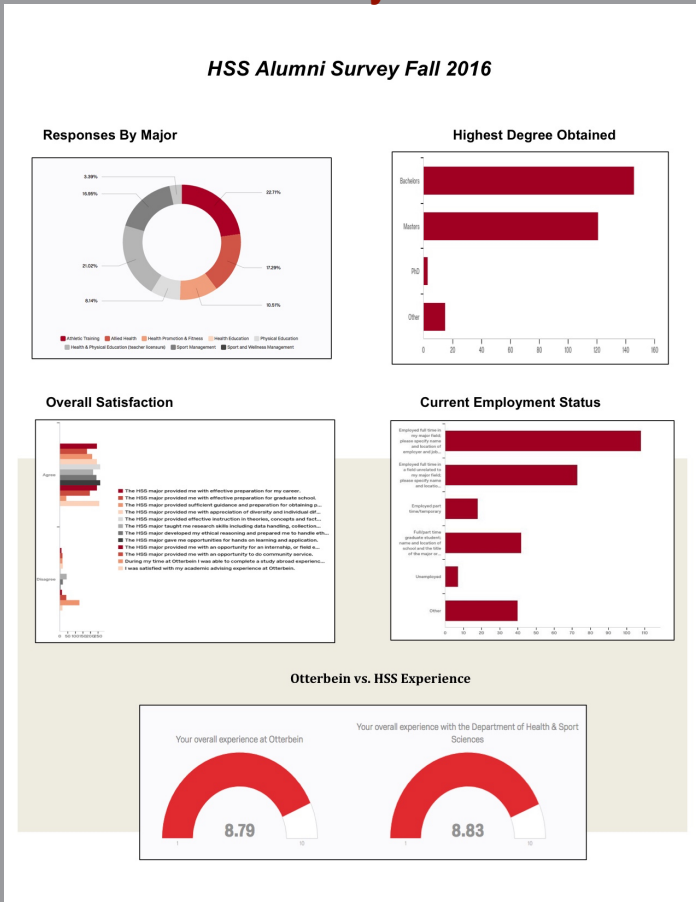 HSS Alumni Survey Fall 2016
Responses By Major
3.39%
22.71%
21.02%
17.29%
8.14%
10.51%
Athletic Training Allied Health Health Promotion & Fitness Health Education Physical Education
Health & Physical Education (teacher licensure) Sport Management Sport and Wellness Management
Highest Degree Obtained
Bachelors
Masters
PhD
Other
0 20 40 60 80 100 120 140 160
Overall Satisfaction
Agree
Disagree
0 50 100 150 200 250
The HSS major provided me with effective preparation for my career.
The HSS major provided me with effective preparation for graduate school.
The HSS major provided sufficient guidance and preparation for obtaining p...
The HSS major provided me with appreciation of diversity and individual dif...
The HSS major provided effective instruction in theories, concepts and fact...
The HSS major taught me research skills including data handling, collection...
The HSS major developed my ethical reasoning and prepared me to handle eth...
The HSS major gave me opportunities for hands on learning and application.
The HSS major provided me with an opportunity for an internship, or field e...
The HSS major provided me with an opportunity to do community service.
During my time at Otterbein I was able to complete a study abroad experienc...
I was satisfied with my academic advising experience at Otterbein.
Current Employment Status
Employed full time in
my major field:
please specify name
and location of
employer and job...
Employed full time in
a field unrelated to
my major field:
please specify name
and locatio...
Employed part
time/temporary
Full/part time
graduate student:
name and location of
school and the title
of the major or...
Unemployed
Other
0 10 20 30 40 50 60 70 80 90 100 110
Otterbein vs. HSS Experience
Your overall experience at Otterbein
8.79
1 10
Your overall experience with the Department of Health & Sport
Sciences
8.83
1 10